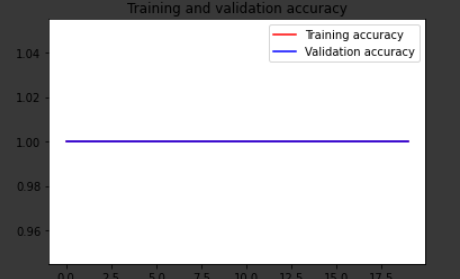 Training and validation accuracy
Training accuracy
Validation accuracy
1.04
1.02
1.00
0.98
0.96
0.0 2.5 5.0 7.5 10.0 12.5 15.0 17.5